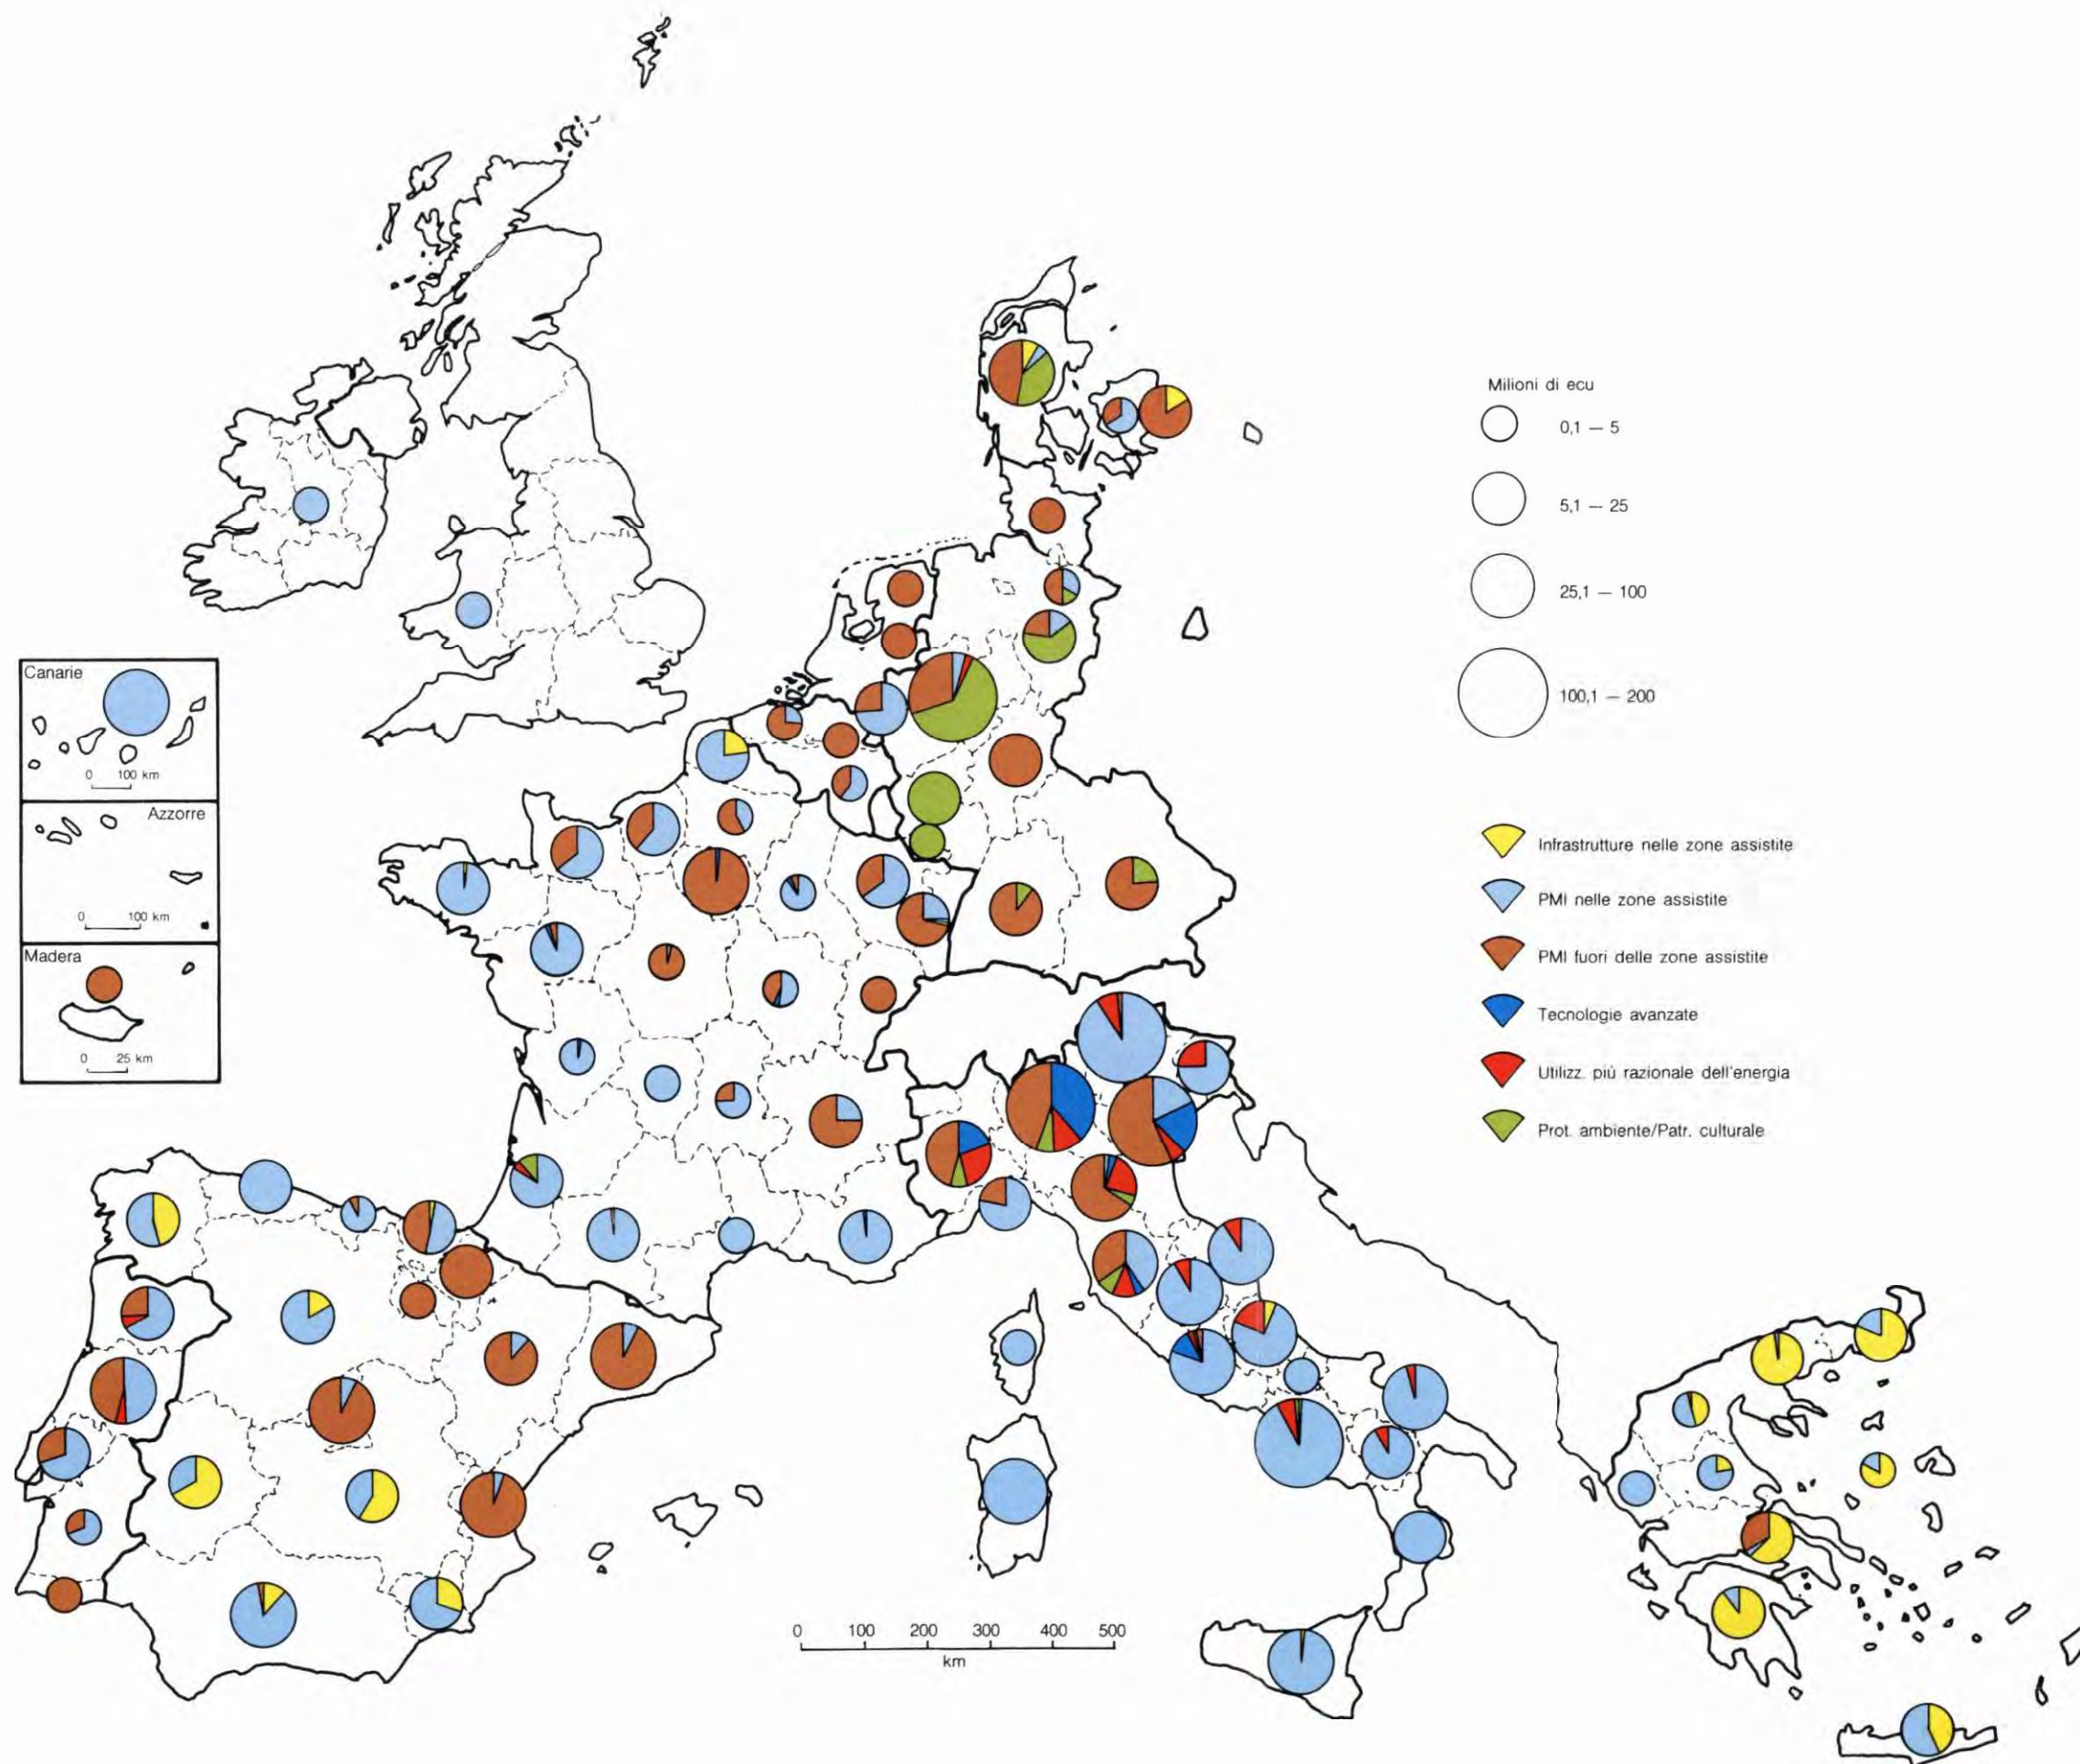 Milioni di ecu
0,1 — 5
5,1 — 25
25,1 — 100
100,1 — 200
Canarie
0 100 km
Azzorre
0 100 km
Madera
0 25 km
Infrastrutture nelle zone assistite
PMI nelle zone assistite
PMI fuori delle zone assistite
Tecnologie avanzate
Utilizz. più razionale dell'energia
Prot. ambiente/Patr. culturale
0 100 200 300 400 500
km